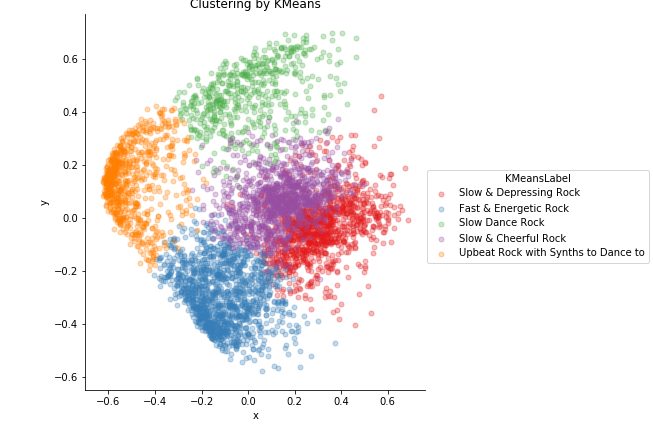 Clustering by KMeans
y
0.6
0.4
0.2
0.0
−0.2
−0.4
−0.6
−0.6 −0.4 −0.2 0.0 0.2 0.4 0.6
x
KMeansLabel
Slow & Depressing Rock
Fast & Energetic Rock
Slow Dance Rock
Slow & Cheerful Rock
Upbeat Rock with Synths to Dance to